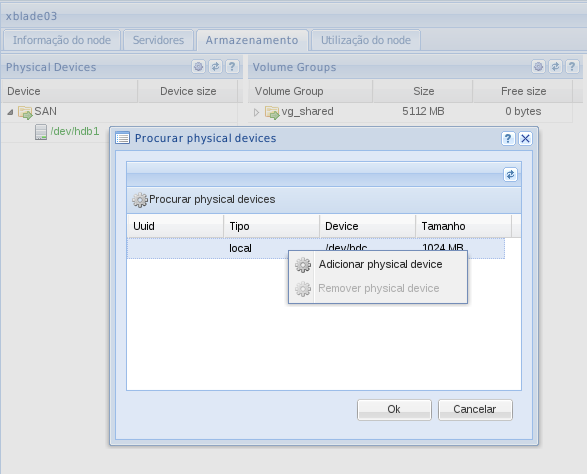 xblade03
Informação do node Servidores Armazenamento Utilização do node
Physical Devices ? Volume Groups ?
Device Device size Volume Group Size Free size
SAN vg_shared 5112 MB 0 bytes
/dev/hdb1
Procurar physical devices ?
Procurar physical devices
Uuid Tipo Device Tamanho
local /dev/hdc 1024 MB
Adicionar physical device
Remover physical device
Ok Cancelar